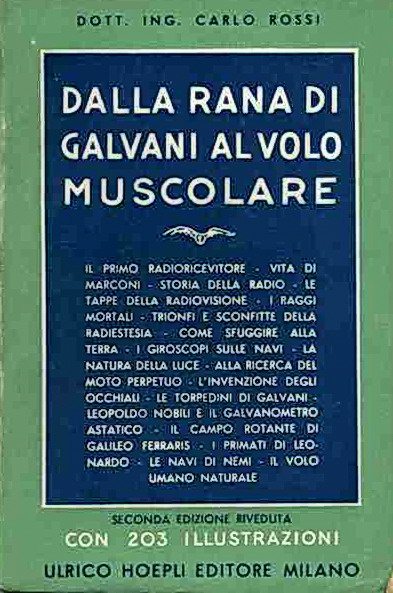 DOTT. ING. CARLO ROSSI
DALLA RANA DI
GALVANI AL VOLO
MUSCOLARE
IL PRIMO RADIORICEVITORE - VITA DI
MARCONI - STORIA DELLA RADIO - LE
TAPPE DELLA RADIOVISIONE - I RAGGI
MORTALI - TRIONFI E SCONFITTE DELLA
RADIESTESIA - COME SFUGGIRE ALLA
TERRA - I GIROSCOPI SULLE NAVI - LA
NATURA DELLA LUCE - ALLA RICERCA DEL
MOTO PERPETUO - L'INVENZIONE DEGLI
OCCHIALI - LE TORPEDINI DI GALVANI -
LEOPOLDO NOBILI E IL GALVANOMETRO
ASTATICO - IL CAMPO ROTANTE DI
GALILEO FERRARIS - I PRIMATI DI LEO-
NARDO - LE NAVI DI NEMI - IL VOLO
UMANO NATURALE
SECONDA EDIZIONE RIVEDUTA
CON 203 ILLUSTRAZIONI
ULRICO HOEPLI EDITORE MILANO